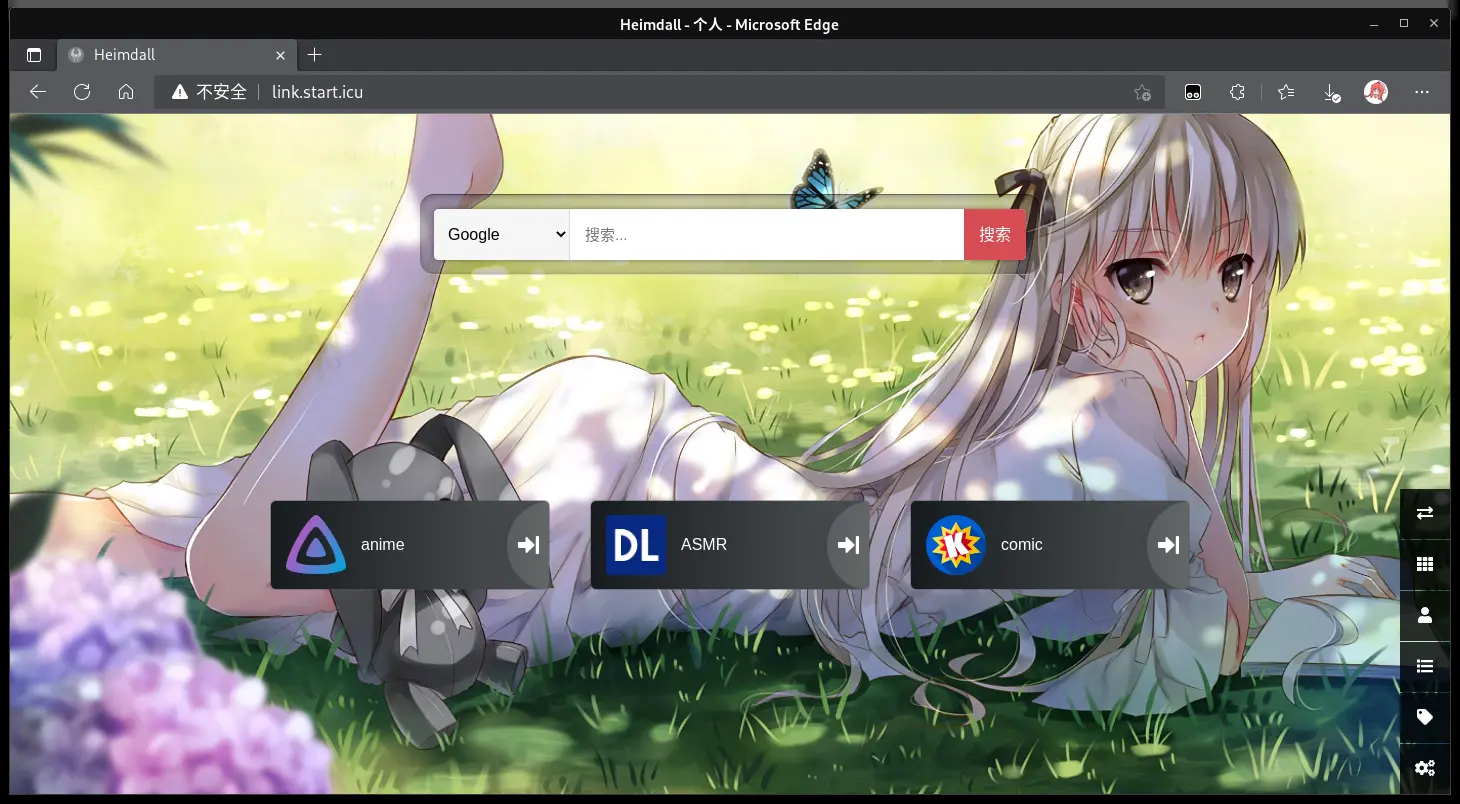 Heimdall - 个人 - Microsoft Edge
Heimdall
不安全 link.start.icu
Google 搜索... 搜索
anime DL ASMR K comic